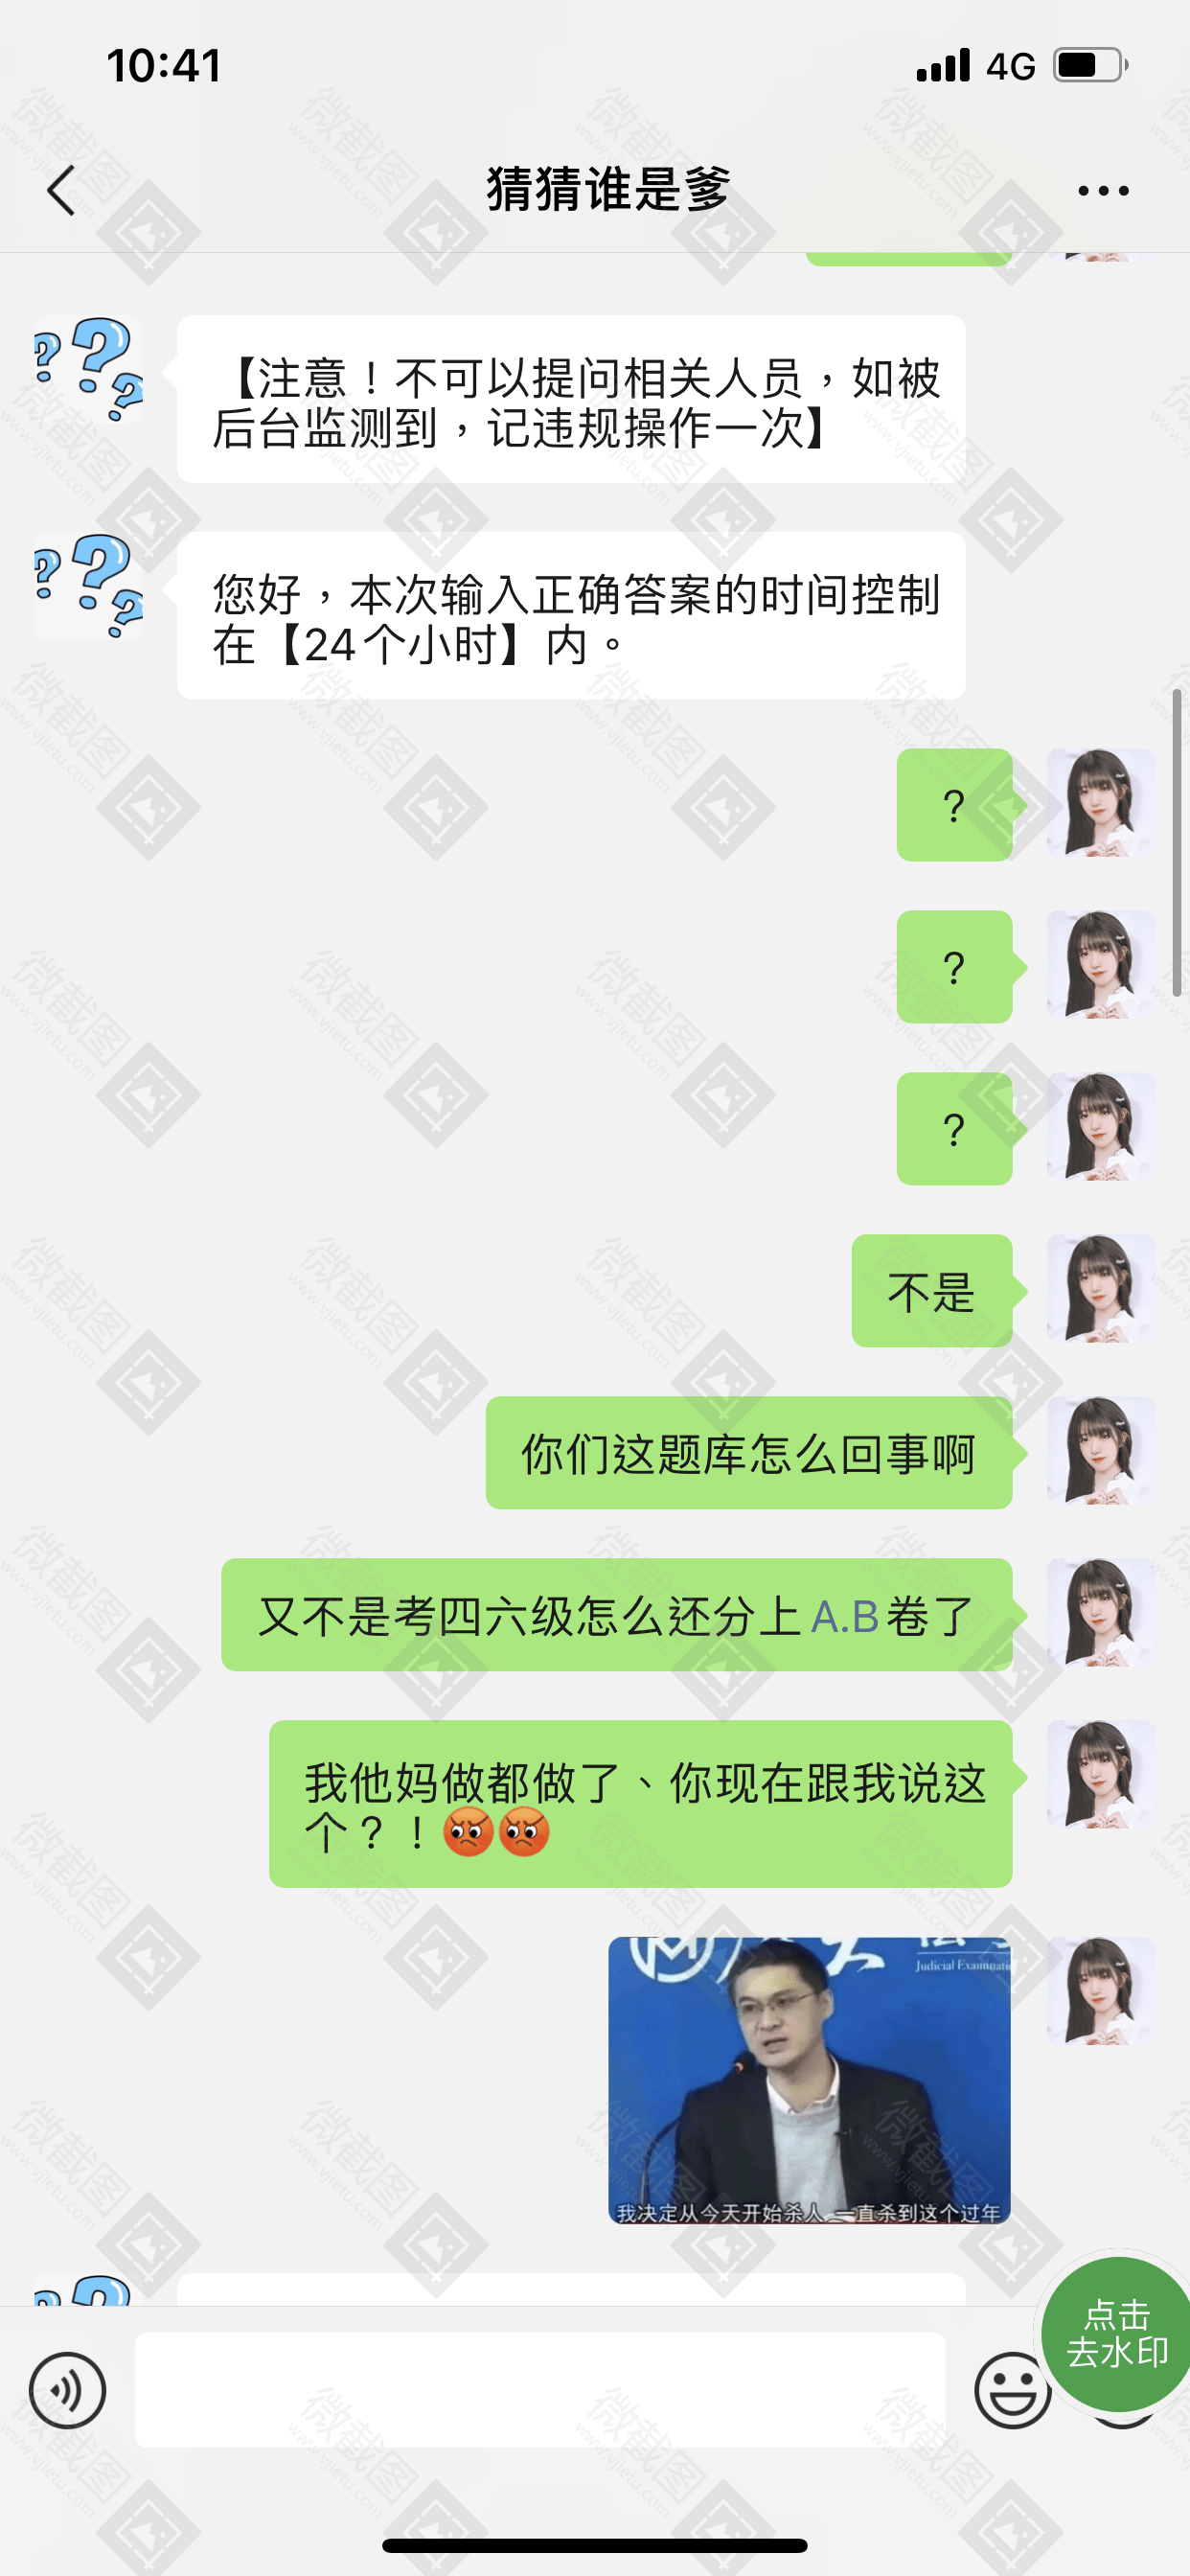 10:41
4G
猜猜谁是爹
【注意！不可以提问相关人员，如被
后台监测到，记违规操作一次】
您好，本次输入正确答案的时间控制
在【24个小时】内。
？
？
？
不是
你们这题库怎么回事啊
又不是考四六级怎么还分上A.B卷了
我他妈做都做了、你现在跟我说这
个？！
Judicial Examinati
我决定从今天开始杀人 一直杀到这个过年
点击
去水印
微截图
www.vjietu.com